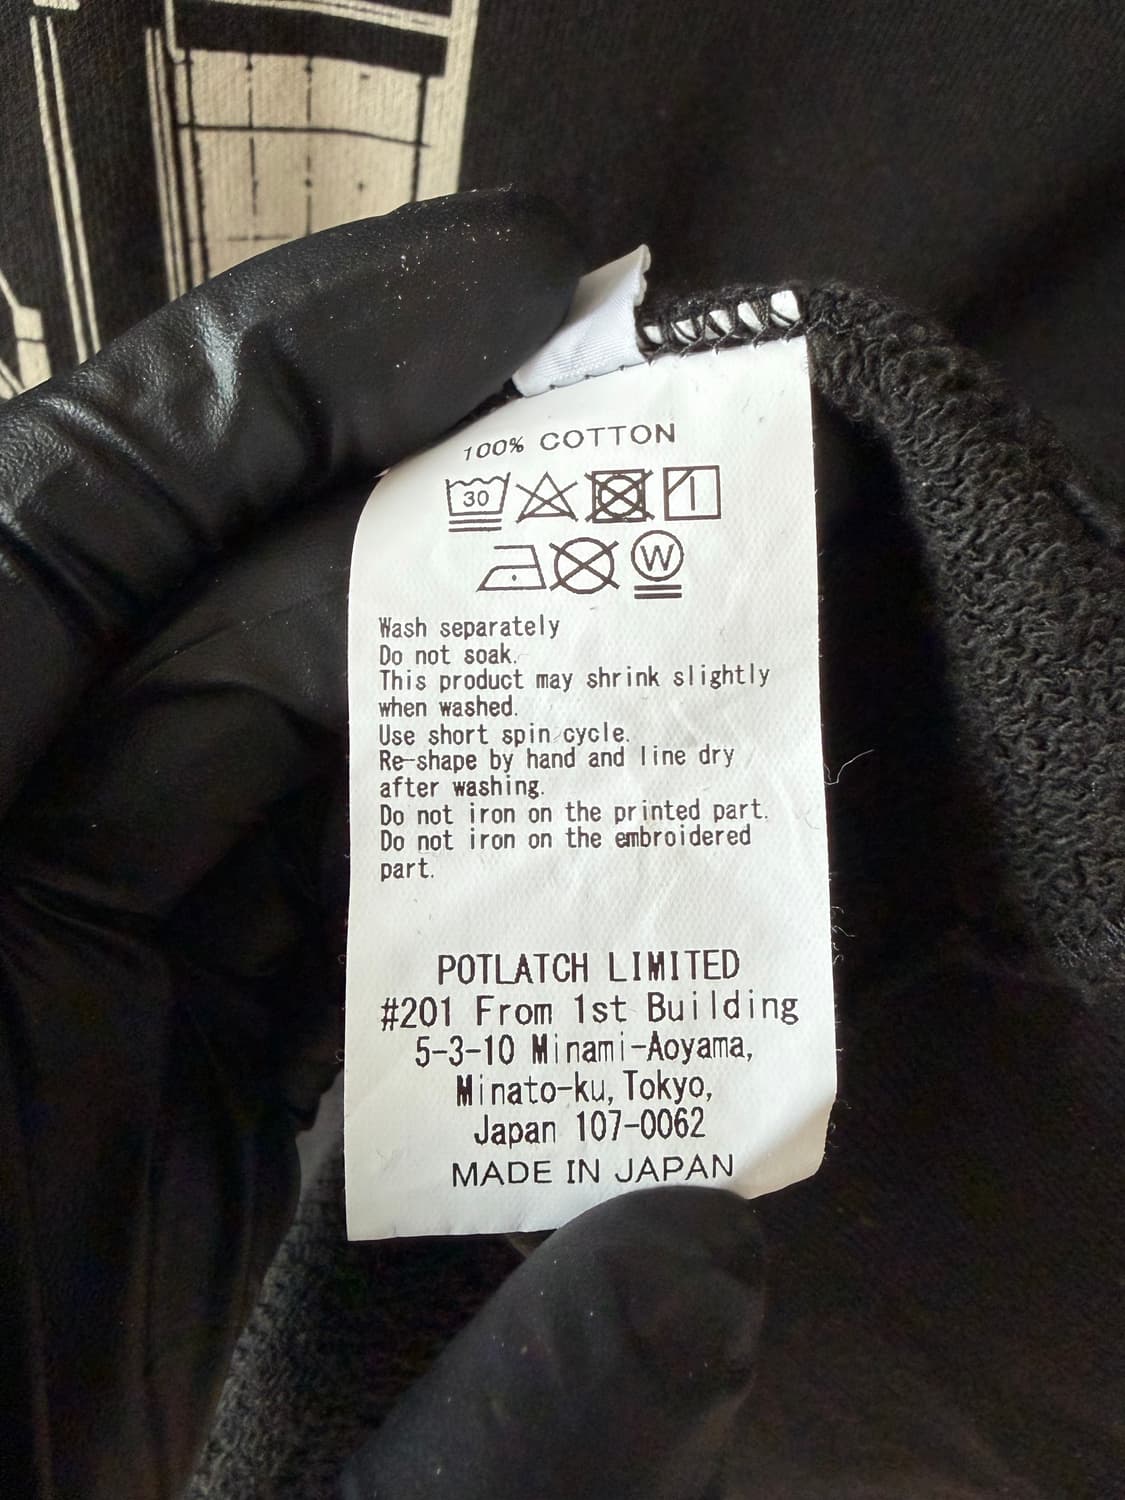 100% COTTON
30
W
Wash separately
Do not soak.
This product may shrink slightly
when washed.
Use short spin cycle.
Re-shape by hand and line dry
after washing.
Do not iron on the printed part.
Do not iron on the embroidered
part.
POTLATCH LIMITED
#201 From 1st Building
5-3-10 Minami-Aoyama,
Minato-ku, Tokyo,
Japan 107-0062
MADE IN JAPAN